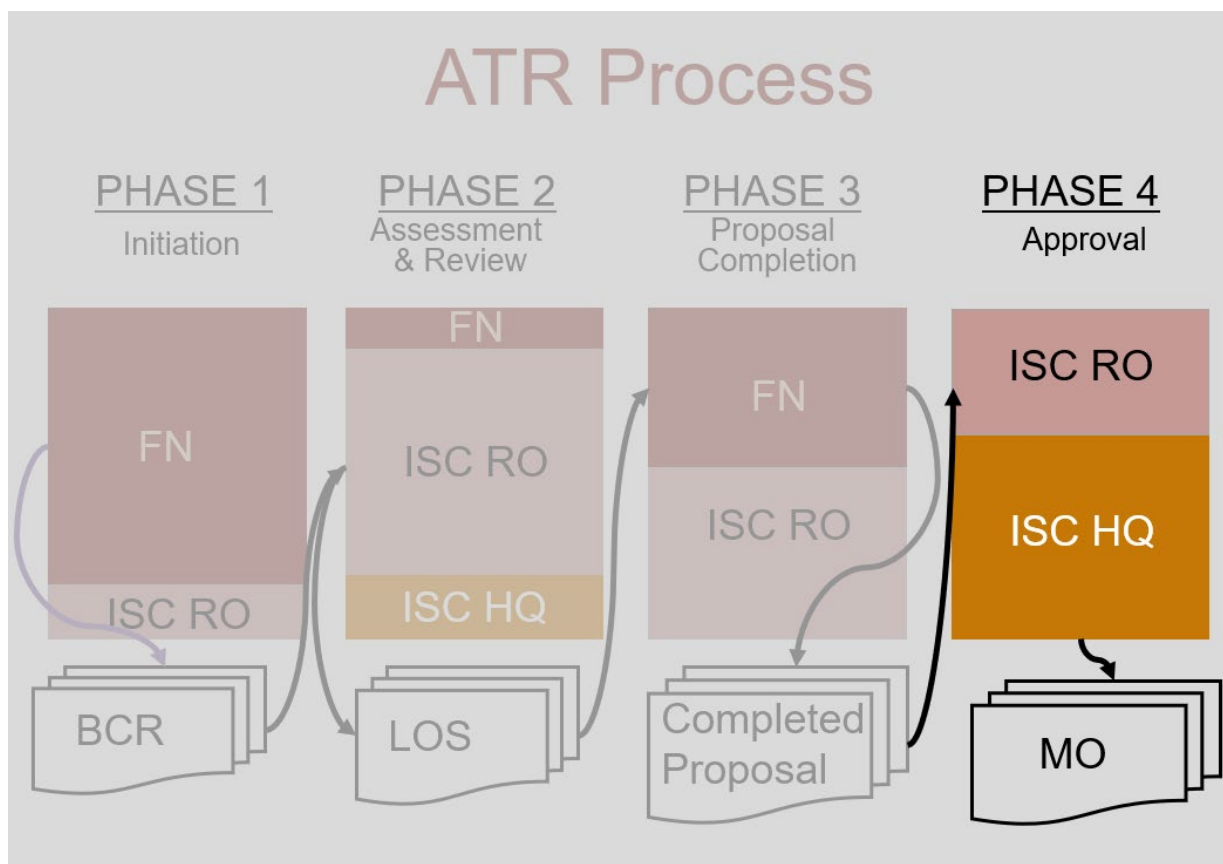 ATR Process
PHASE 1
Initiation
FN
ISC RO
BCR
PHASE 2
Assessment
& Review
FN
ISC RO
ISC HQ
LOS
PHASE 3
Proposal
Completion
FN
ISC RO
Completed
Proposal
PHASE 4
Approval
ISC RO
ISC HQ
MO